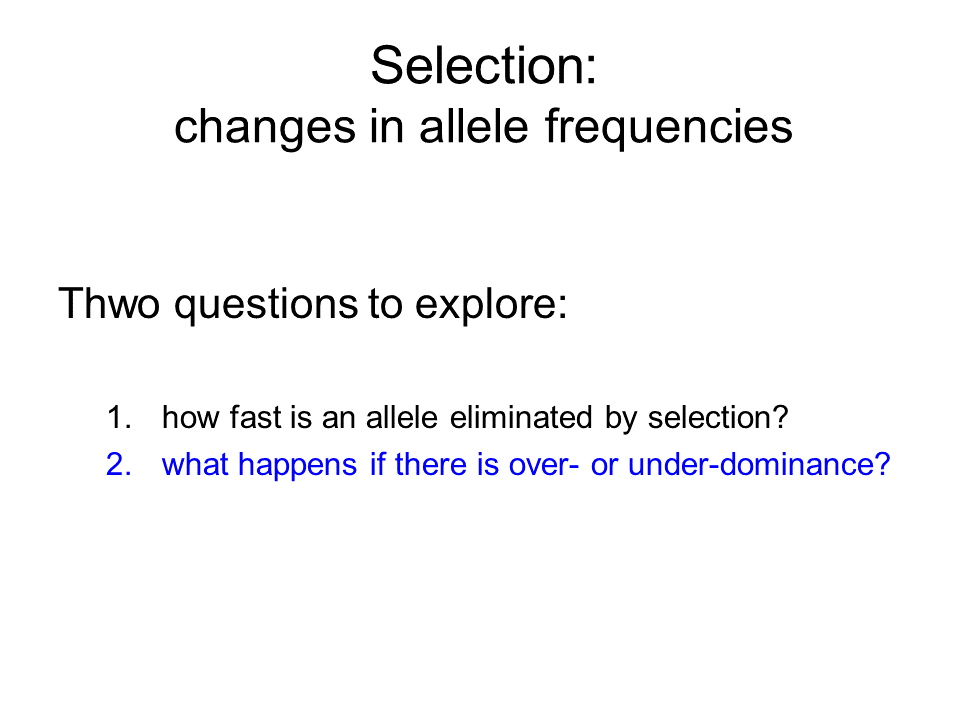 Selection:
changes in allele frequencies
Thwo questions to explore:
1. how fast is an allele eliminated by selection?
2. what happens if there is over- or under-dominance?